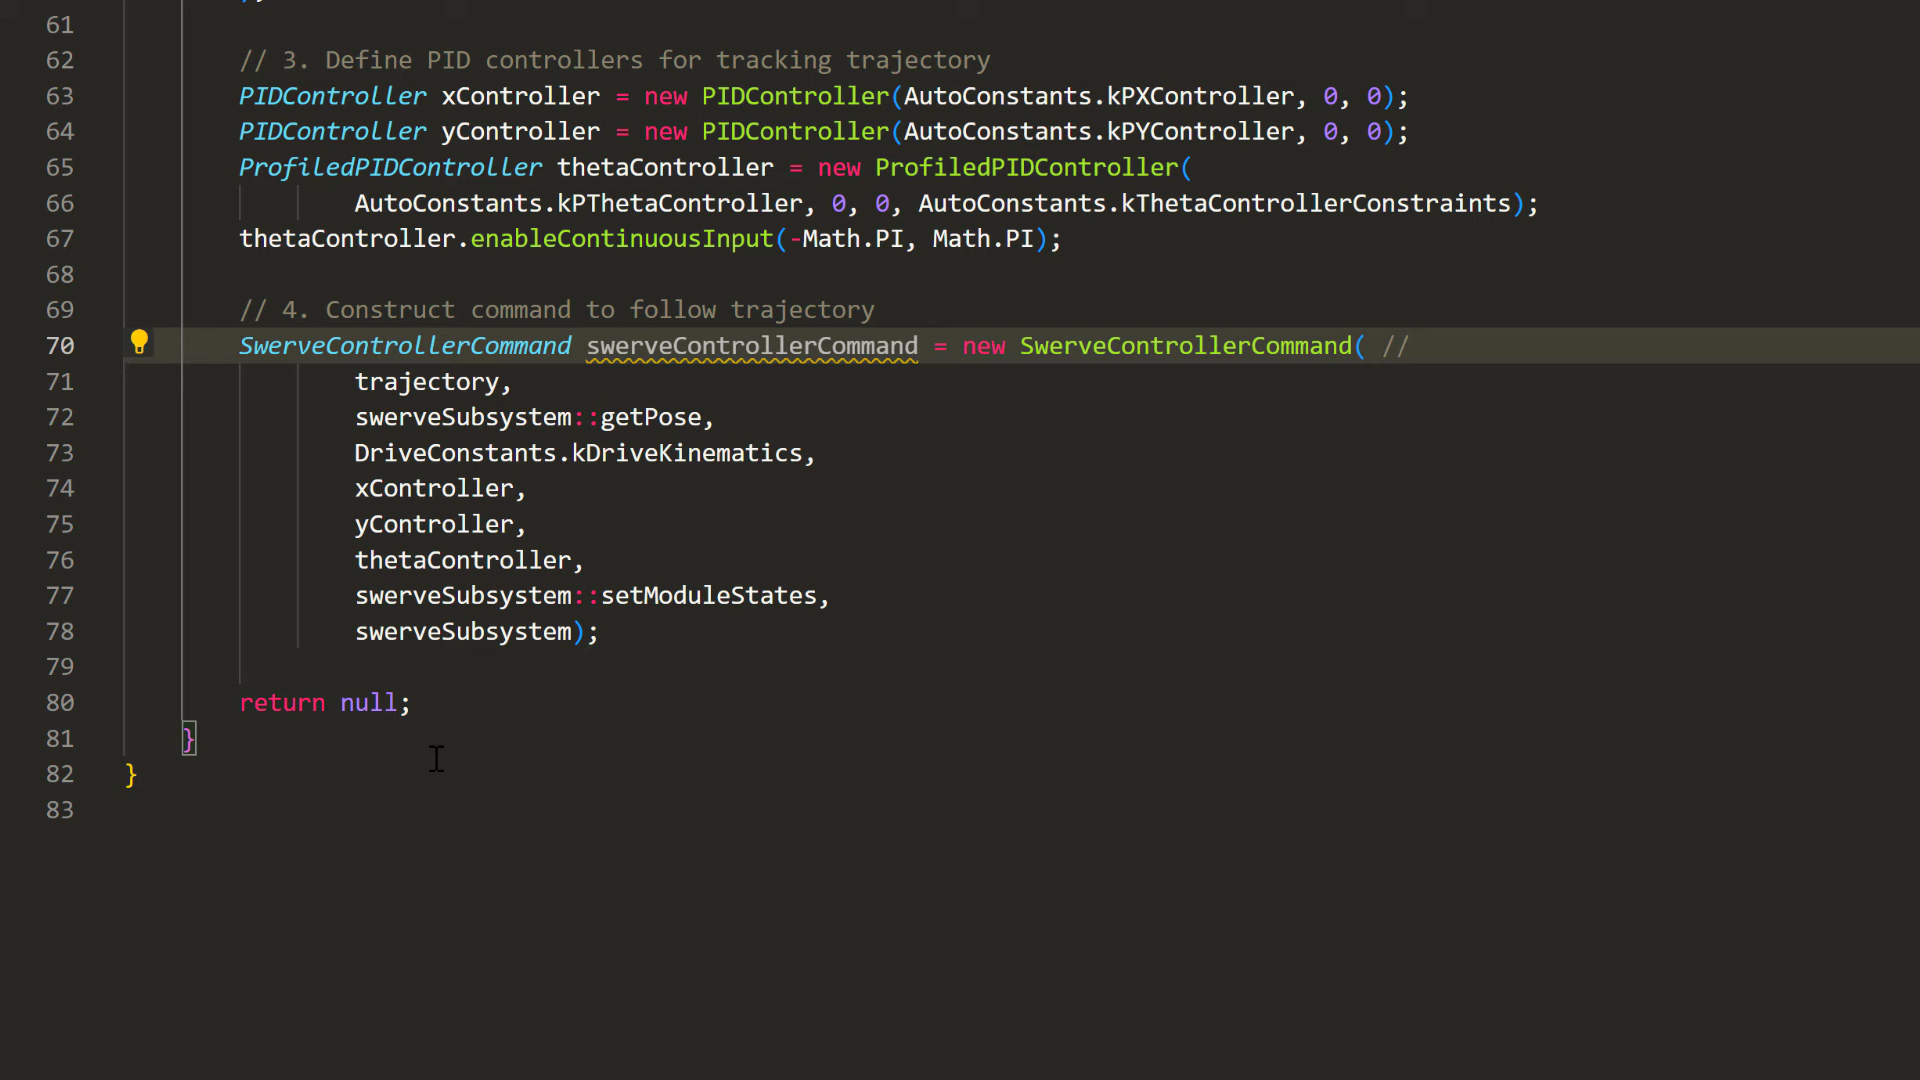 61
62 // 3. Define PID controllers for tracking trajectory
63 PIDController xController = new PIDController(AutoConstants.kPXController, 0, 0);
64 PIDController yController = new PIDController(AutoConstants.kPYController, 0, 0);
65 ProfiledPIDController thetaController = new ProfiledPIDController(
66 AutoConstants.kPThetaController, 0, 0, AutoConstants.kThetaControllerConstraints);
67 thetaController.enableContinuousInput(-Math.PI, Math.PI);
68
69 // 4. Construct command to follow trajectory
70 SwerveControllerCommand swerveControllerCommand = new SwerveControllerCommand( //
71 trajectory,
72 swerveSubsystem::getPose,
73 DriveConstants.kDriveKinematics,
74 xController,
75 yController,
76 thetaController,
77 swerveSubsystem::setModuleStates,
78 swerveSubsystem);
79
80 return null;
81 }
82 }
83